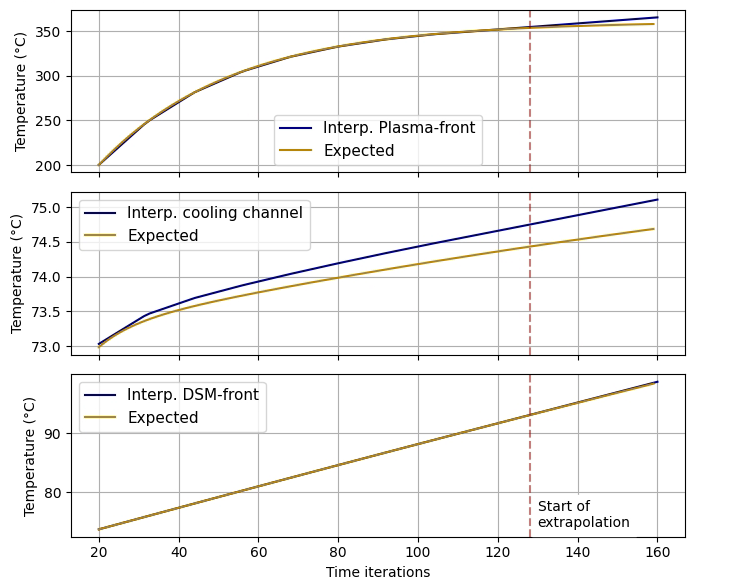 Temperature (°C)
350
300
250
200
Interp. Plasma-front
Expected
Temperature (°C)
75.0
74.5
74.0
73.5
73.0
Interp. cooling channel
Expected
Temperature (°C)
90
80
Interp. DSM-front
Expected
Start of
extrapolation
20 40 60 80 100 120 140 160
Time iterations